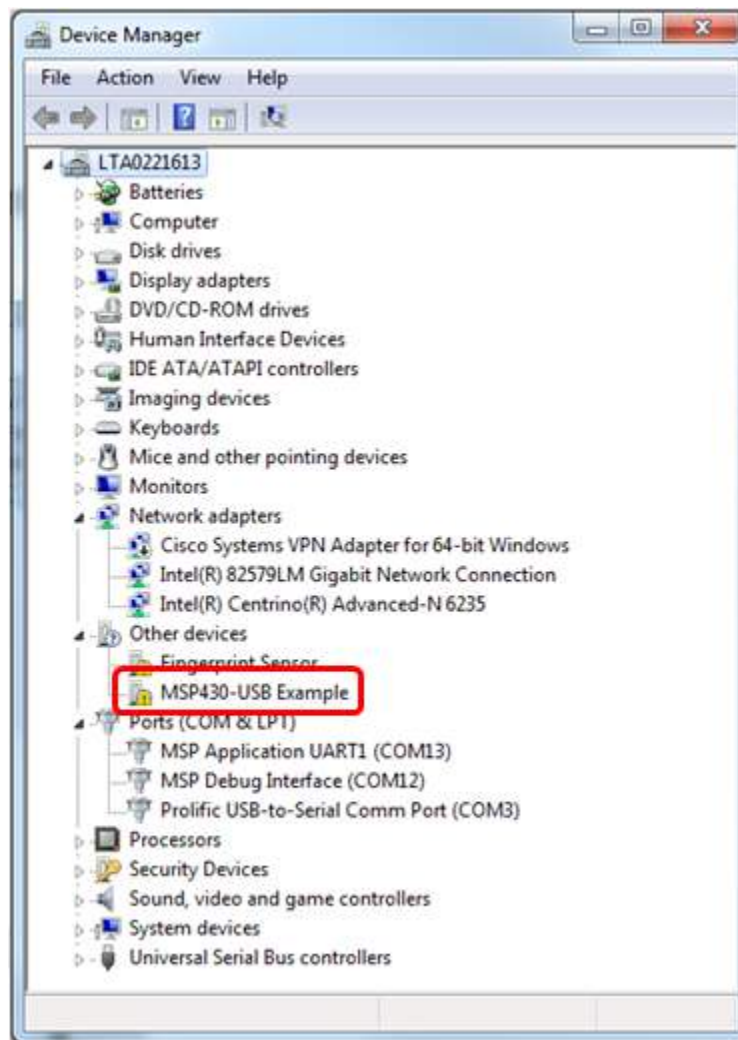 Device Manager
File Action View Help
LTA0221613
Batteries
Computer
Disk drives
Display adapters
DVD/CD-ROM drives
Human Interface Devices
IDE ATA/ATAPI controllers
Imaging devices
Keyboards
Mice and other pointing devices
Monitors
Network adapters
Cisco Systems VPN Adapter for 64-bit Windows
Intel(R) 82579LM Gigabit Network Connection
Intel(R) Centrino(R) Advanced-N 6235
Other devices
Fingerprint Sensor
MSP430-USB Example
Ports (COM & LPT)
MSP Application UART1 (COM13)
MSP Debug Interface (COM12)
Prolific USB-to-Serial Comm Port (COM3)
Processors
Security Devices
Sound, video and game controllers
System devices
Universal Serial Bus controllers